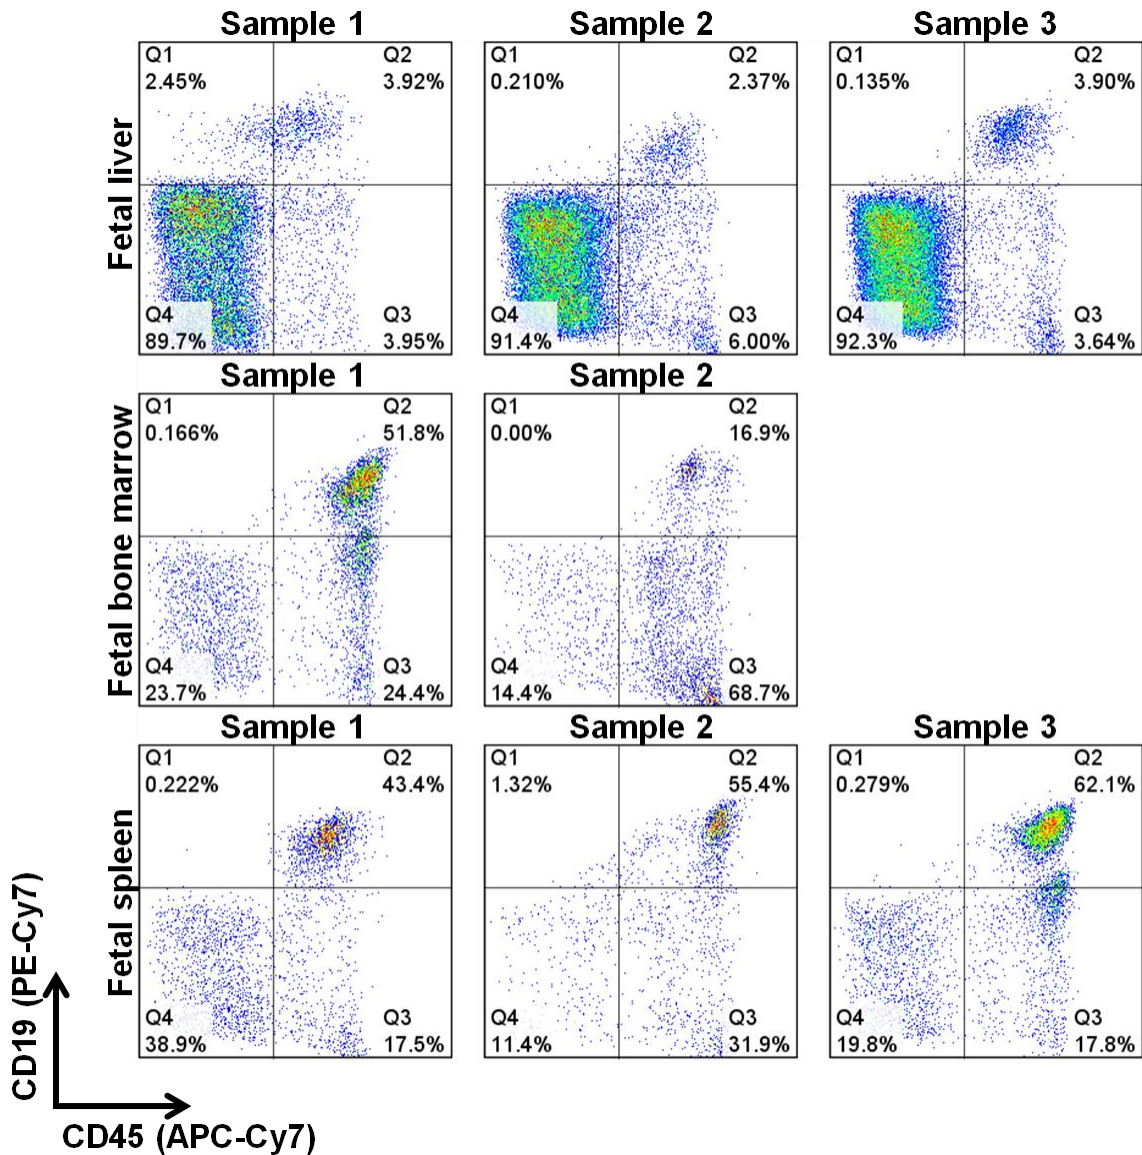 Sample 1
Sample 2
Sample 3
Fetal liver
Q1
2.45%
Q2
3.92%
Q4
89.7%
Q3
3.95%
Q1
0.210%
Q2
2.37%
Q4
91.4%
Q3
6.00%
Q1
0.135%
Q2
3.90%
Q4
92.3%
Q3
3.64%
Sample 1
Sample 2
Fetal bone marrow
Q1
0.166%
Q2
51.8%
Q4
23.7%
Q3
24.4%
Q1
0.00%
Q2
16.9%
Q4
14.4%
Q3
68.7%
Sample 1
Sample 2
Sample 3
Fetal spleen
Q1
0.222%
Q2
43.4%
Q4
38.9%
Q3
17.5%
Q1
1.32%
Q2
55.4%
Q4
11.4%
Q3
31.9%
Q1
0.279%
Q2
62.1%
Q4
19.8%
Q3
17.8%
CD19 (PE-Cy7)
CD45 (APC-Cy7)